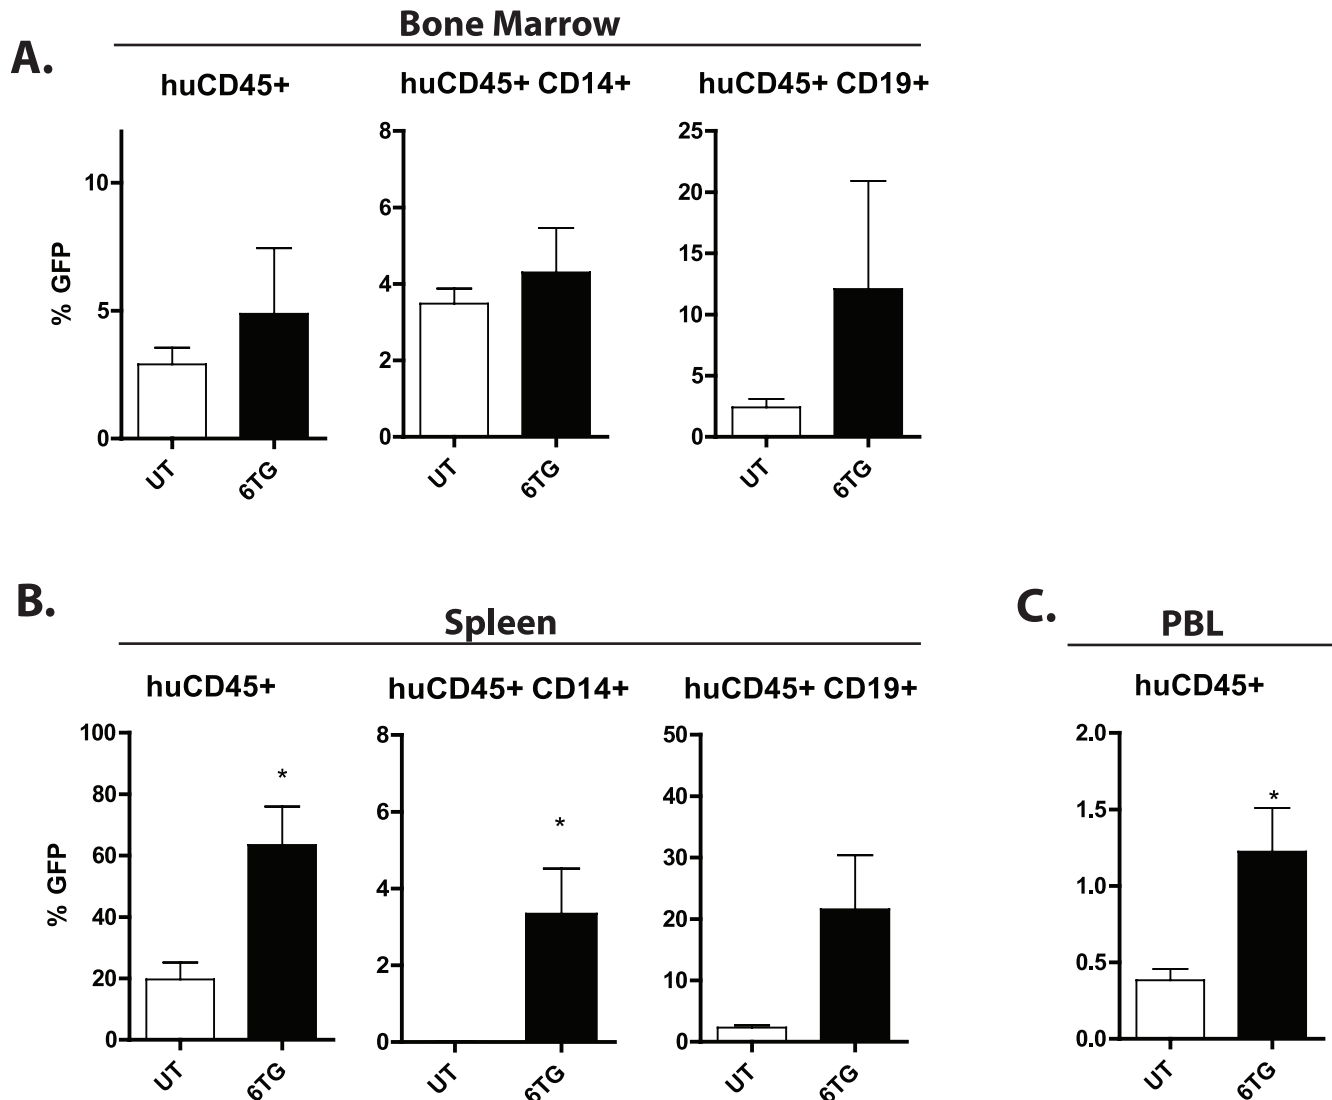 A.
Bone Marrow
huCD45+
huCD45+ CD14+
huCD45+ CD19+
% GFP
10
5
0
UT
6TG
8
6
4
2
0
UT
6TG
25
20
15
10
5
0
UT
6TG
B.
Spleen
huCD45+
huCD45+ CD14+
huCD45+ CD19+
% GFP
100
80
60
40
20
0
*
UT
6TG
8
6
4
2
0
*
UT
6TG
50
40
30
20
10
0
UT
6TG
C.
PBL
huCD45+
2.0
1.5
1.0
0.5
0.0
*
UT
6TG